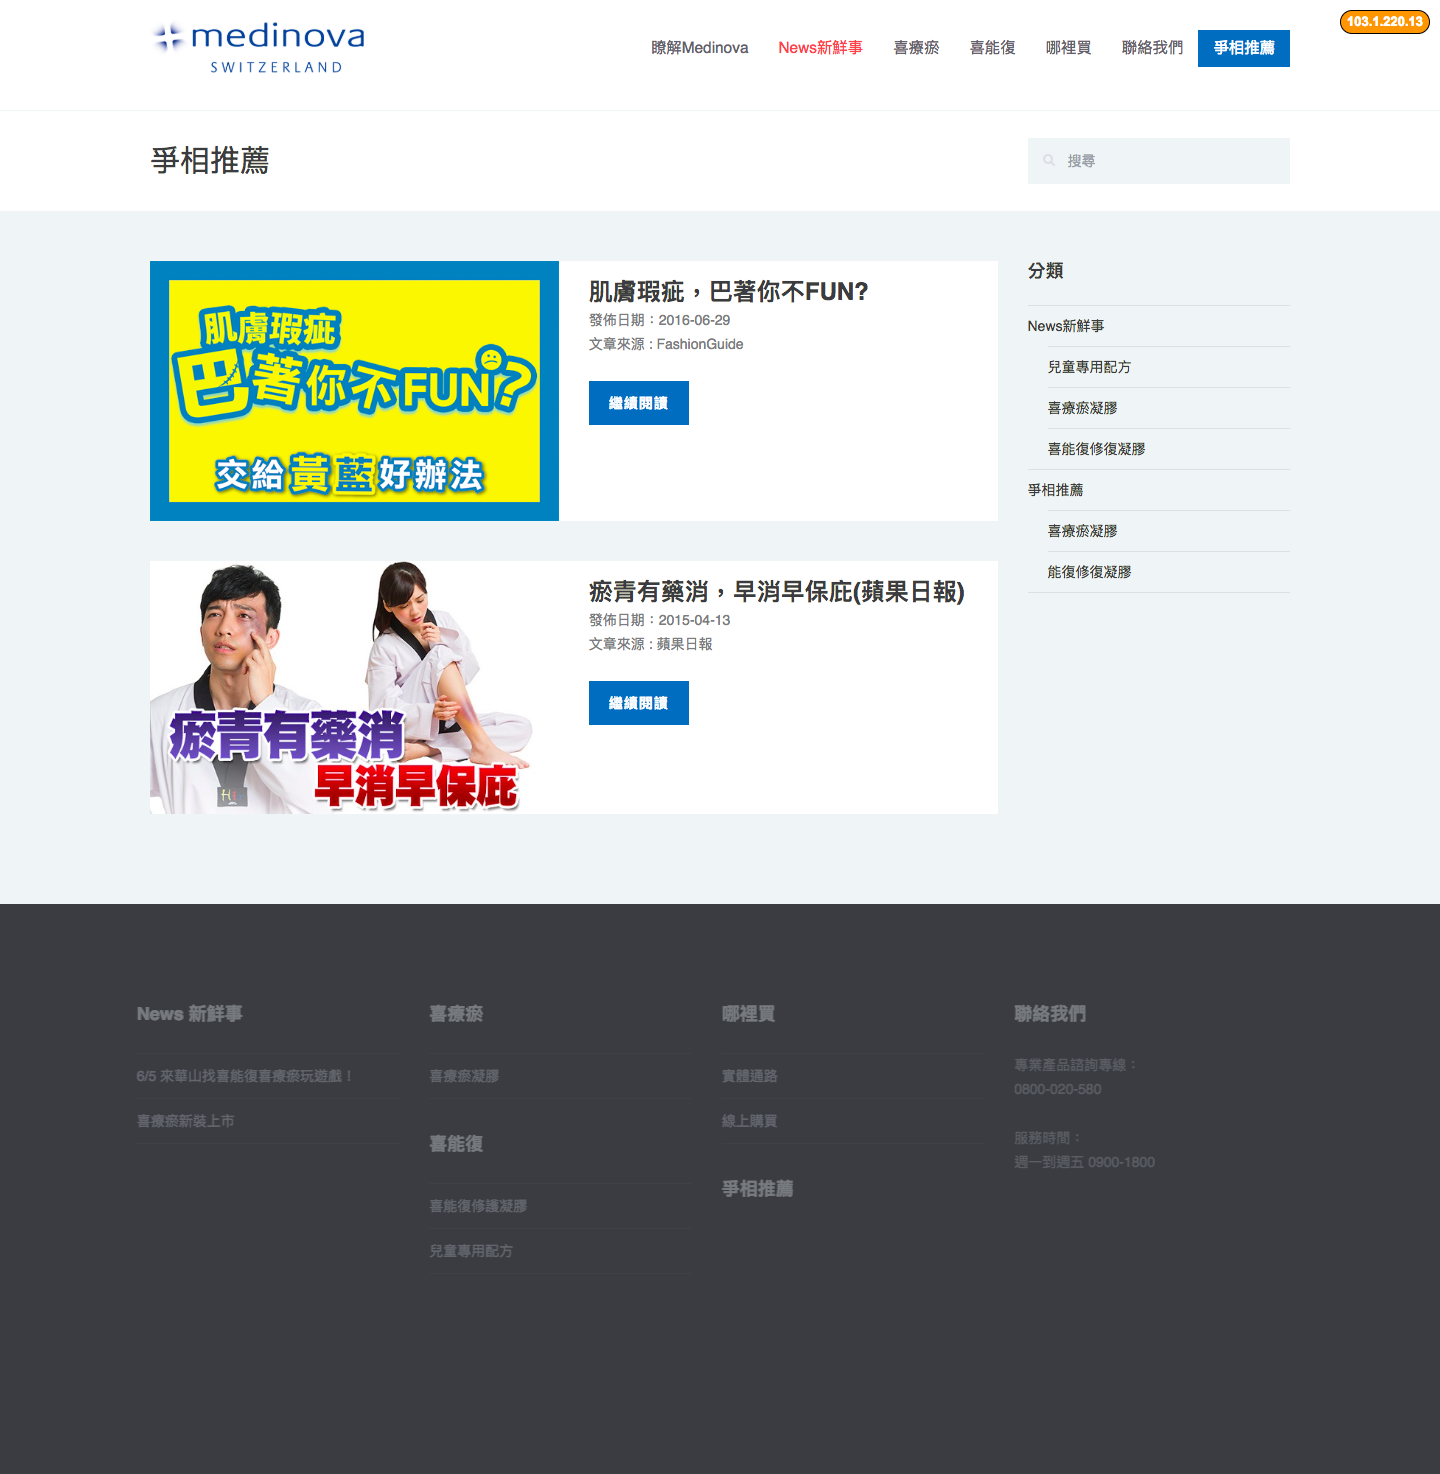 medinova
SWITZERLAND
瞭解Medinova
News新鮮事
喜療瘀
喜能復
哪裡買
聯絡我們
爭相推薦
103.1.220.13
爭相推薦
搜尋
肌膚瑕疵
巴著你不FUN?
交給黃藍好辦法
肌膚瑕疵，巴著你不FUN?
發佈日期：2016-06-29
文章來源 : FashionGuide
繼續閱讀
瘀青有藥消
早消早保庇
瘀青有藥消，早消早保庇(蘋果日報)
發佈日期：2015-04-13
文章來源 : 蘋果日報
繼續閱讀
分類
News新鮮事
兒童專用配方
喜療瘀凝膠
喜能復修復凝膠
爭相推薦
喜療瘀凝膠
能復修復凝膠
News 新鮮事
6/5 來華山找喜能復喜療瘀玩遊戲！
喜療瘀新裝上市
喜療瘀
喜療瘀凝膠
喜能復
喜能復修護凝膠
兒童專用配方
哪裡買
實體通路
線上購買
爭相推薦
聯絡我們
專業產品諮詢專線：
0800-020-580
服務時間：
週一到週五 0900-1800